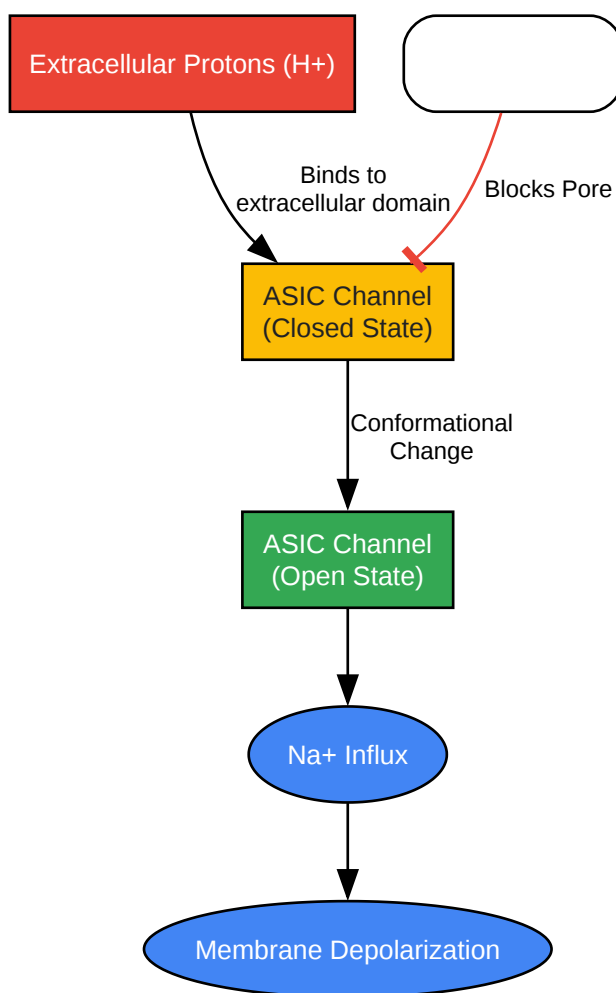 Extracellular Protons (H+)
Binds to
extracellular domain
Blocks Pore
ASIC Channel
(Closed State)
Conformational
Change
ASIC Channel
(Open State)
Na+ Influx
Membrane Depolarization